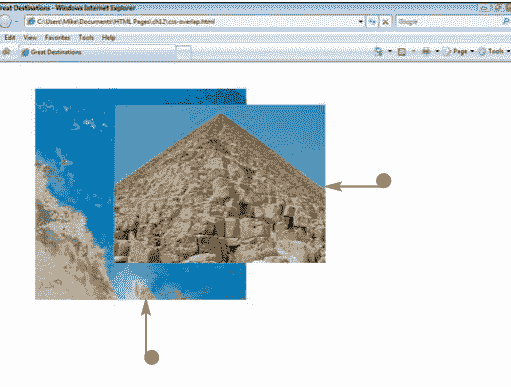 Great Destinations - Windows Internet Explorer
C:\Users\Mike\Documents\HTML Pages\ch12\css-overlap.html
Google
Edit View Favorites Tools Help
Great Destinations
Page Tools